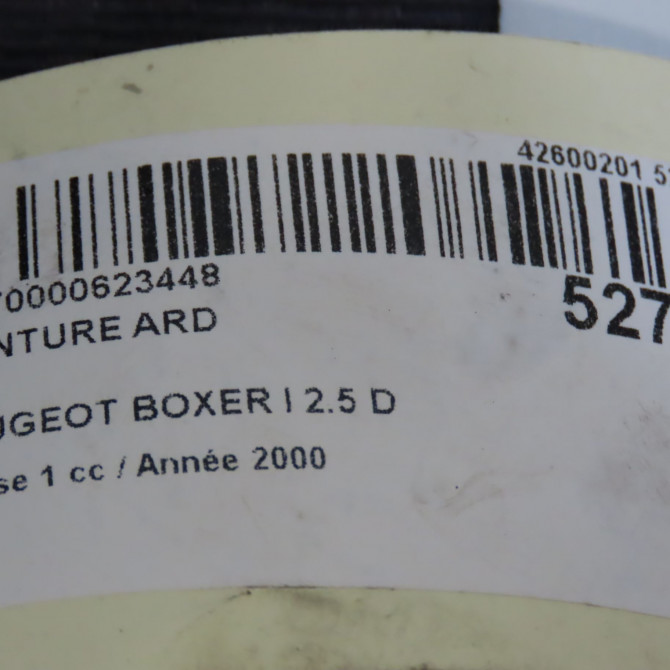 42600201 5
70000623448
527
NTURE ARD
UGEOT BOXER I 2.5 D
se 1 cc / Année 2000